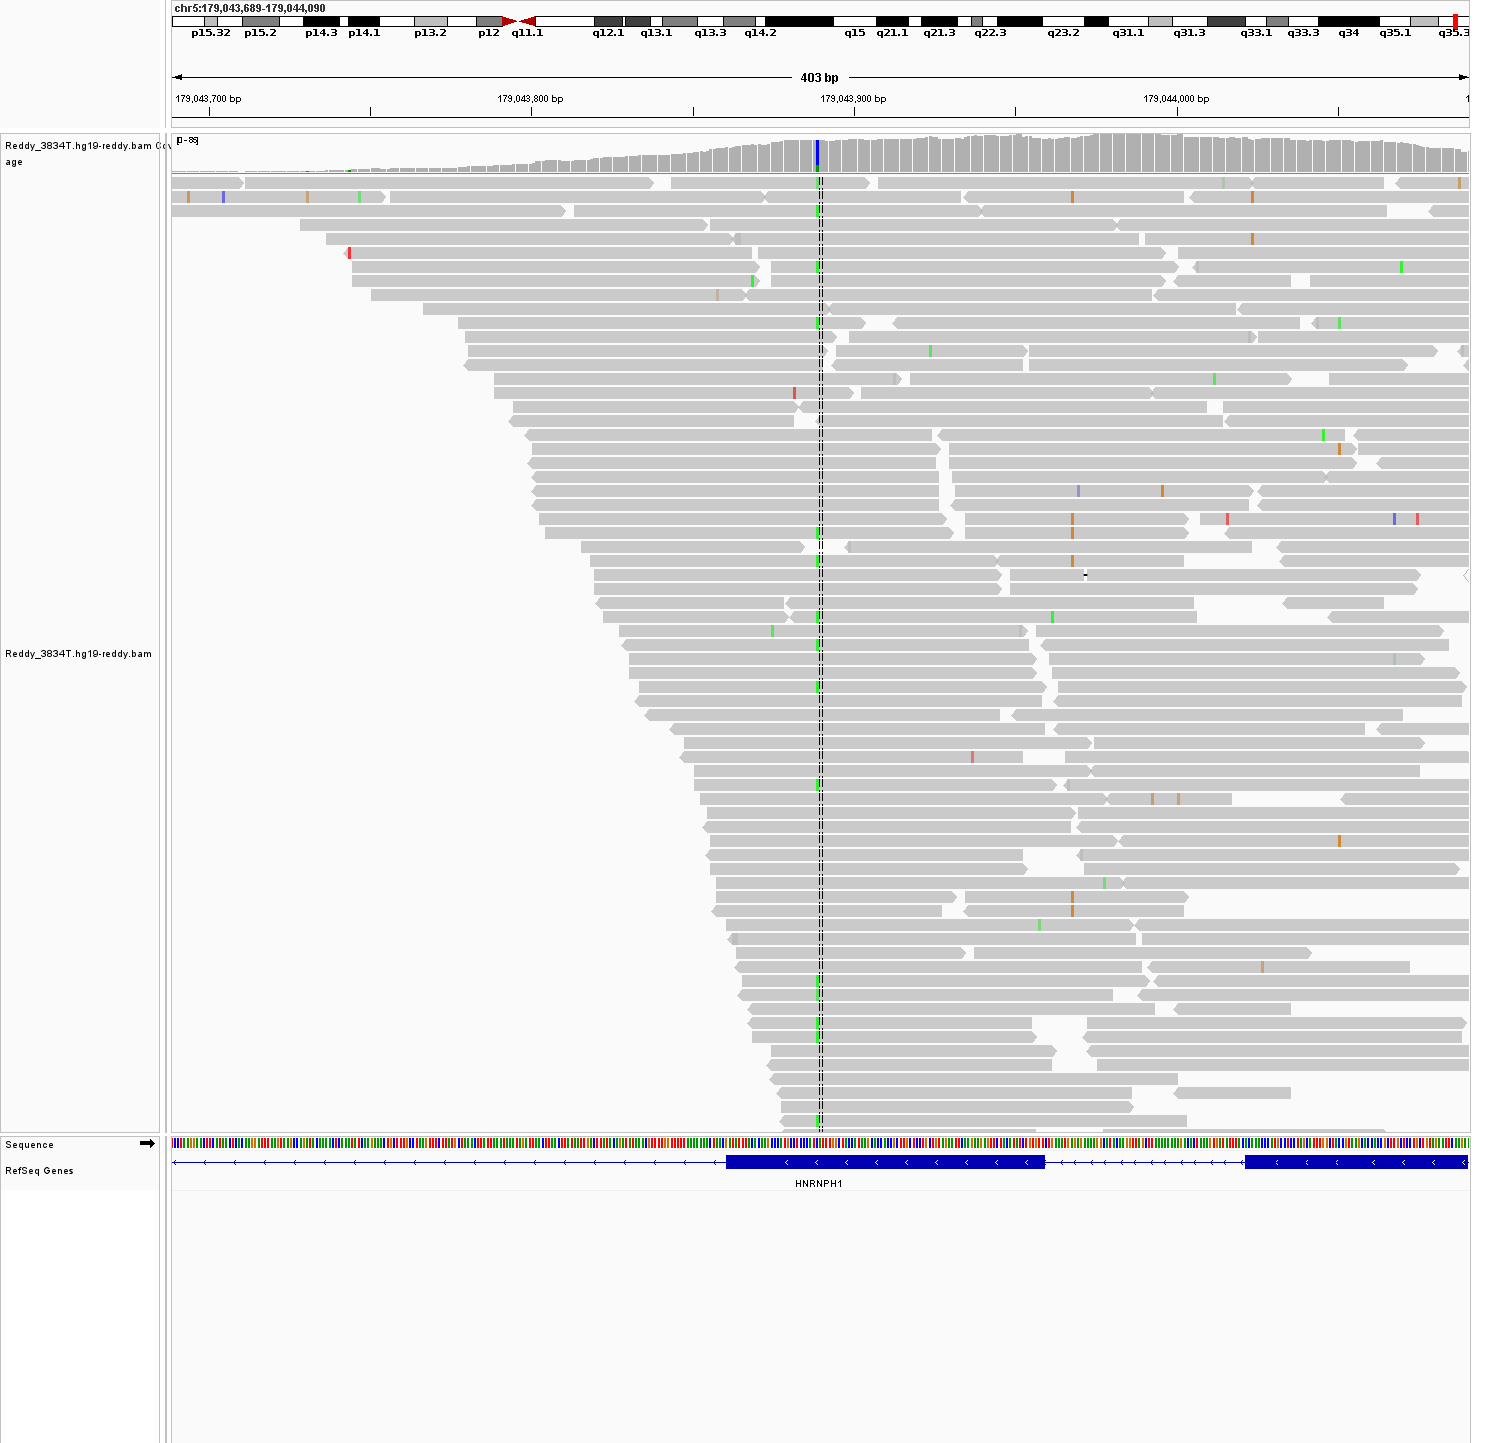 chr5:179,043,689-179,044,090
p15.32 p15.2 p14.3 p14.1 p13.2 p12 q11.1 q12.1 q13.1 q13.3 q14.2 q15 q21.1 q21.3 q22.3 q23.2 q31.1 q31.3 q33.1 q33.3 q34 q35.1 q35.3
403 bp
179,043,700 bp 179,043,800 bp 179,043,900 bp 179,044,000 bp 1
Reddy_3834T.hg19-reddy.bam Cov
age
Reddy_3834T.hg19-reddy.bam
Sequence
RefSeq Genes
HNRNPH1